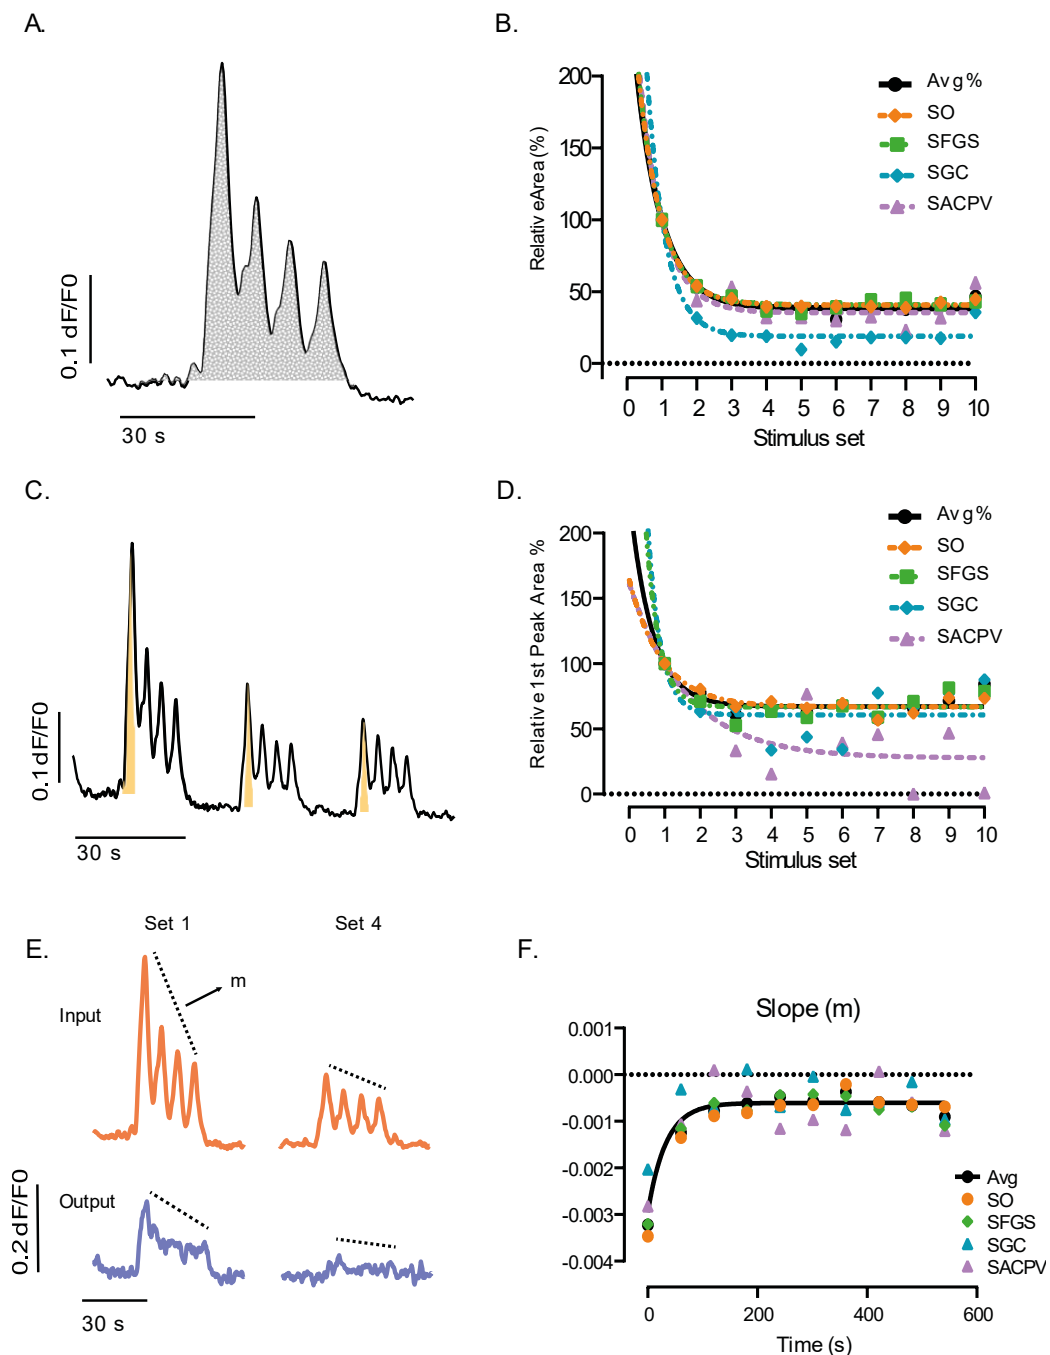 A.
0.1 dF/F0
30 s
B.
Relative eArea (%)
200
150
100
50
0
0 1 2 3 4 5 6 7 8 9 10
Stimulus set
Avg%
SO
SFGS
SGC
SACPV
C.
0.1 dF/F0
30 s
D.
Relative e1st Peak Area %
200
150
100
50
0
0 1 2 3 4 5 6 7 8 9 10
Stimulus set
Avg%
SO
SFGS
SGC
SACPV
E.
Set 1
Set 4
m
Input
Output
0.2 dF/F0
30 s
F.
Slope (m)
0.001
0.000
-0.001
-0.002
-0.003
-0.004
0 200 400 600
Time (s)
Avg
SO
SFGS
SGC
SACPV